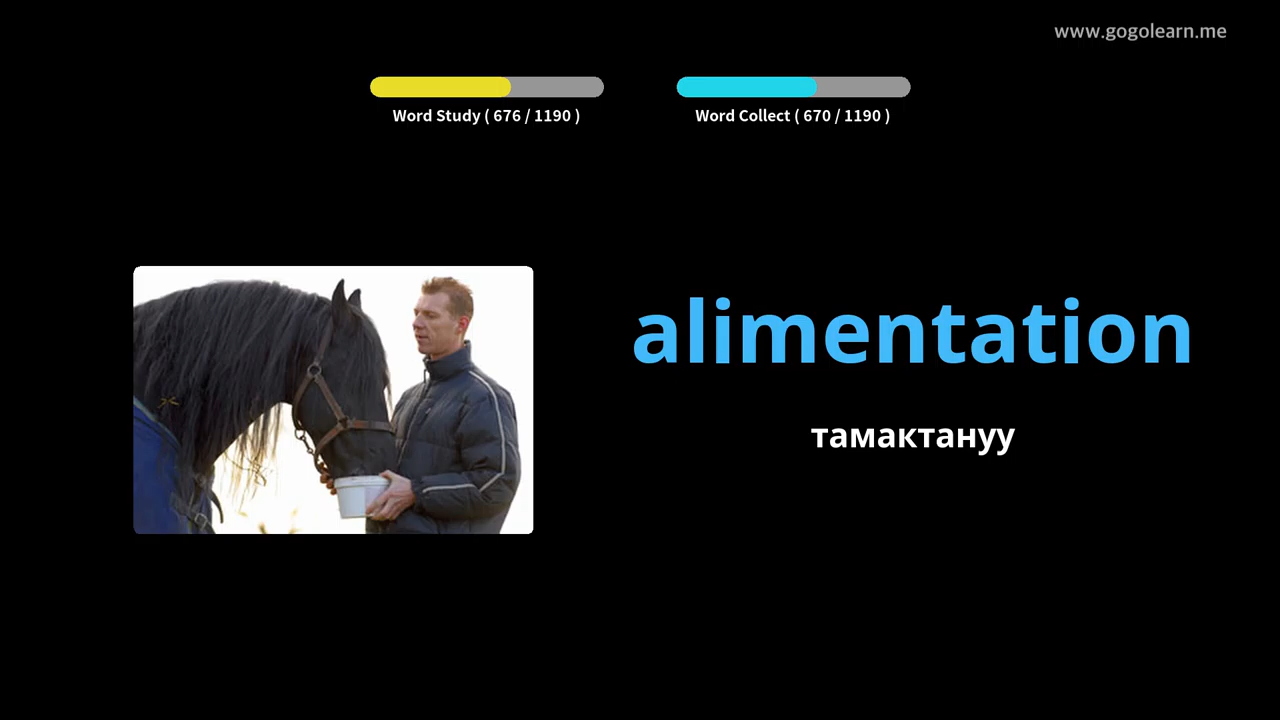 www.gogolearn.me
Word Study ( 676 / 1190 )
Word Collect ( 670 / 1190 )
alimentation
тамактануу